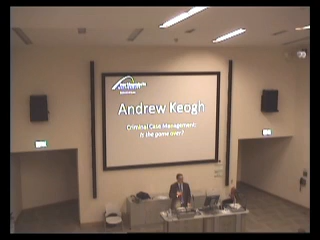 Andrew Keogh
Criminal Case Management:
Is the game over?